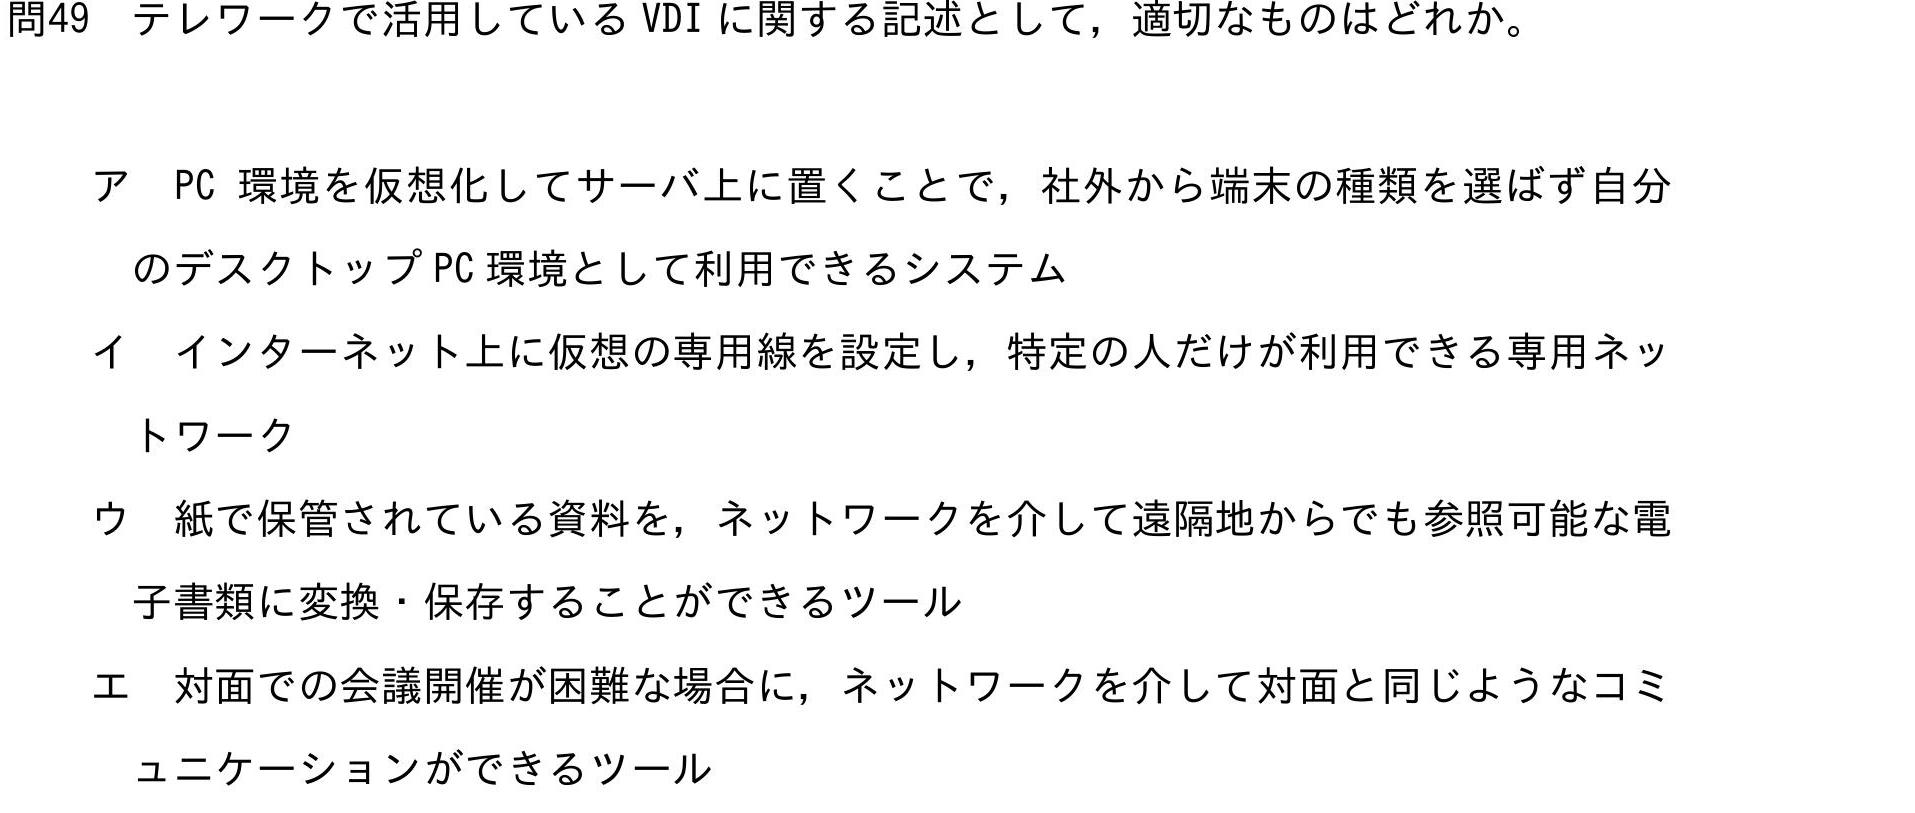 問49　テレワークで活用している VDI に関する記述として，適切なものはどれか。
ア　PC 環境を仮想化してサーバ上に置くことで，社外から端末の種類を選ばず自分
のデスクトップ PC 環境として利用できるシステム
イ　インターネット上に仮想の専用線を設定し，特定の人だけが利用できる専用ネッ
トワーク
ウ　紙で保管されている資料を，ネットワークを介して遠隔地からでも参照可能な電
子書類に変換・保存することができるツール
エ　対面での会議開催が困難な場合に，ネットワークを介して対面と同じようなコミ
ュニケーションができるツール